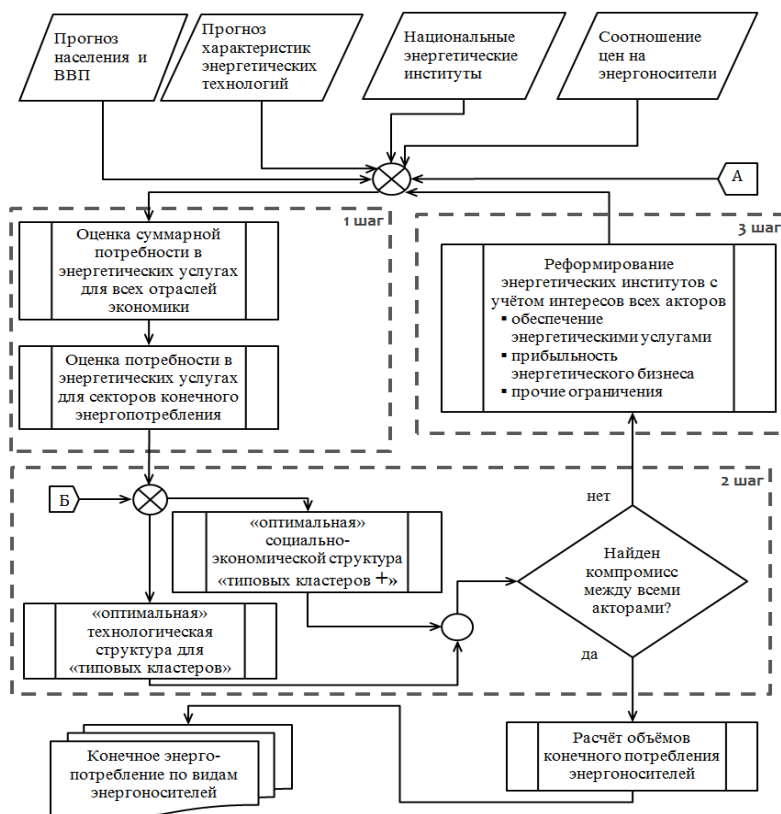 Прогноз
населения и
ВВП
Прогноз
характеристик
энергетических
технологий
Национальные
энергетические
институты
Соотношение
цен на
энергоносители
А
1 шаг
Оценка суммарной
потребности в
энергетических услугах
для всех отраслей
экономики
Оценка потребности в
энергетических услугах
для секторов конечного
энергопотребления
3 шаг
Реформирование
энергетических институтов с
учётом интересов всех акторов
▪ обеспечение
энергетическими услугами
▪ прибыльность
энергетического бизнеса
▪ прочие ограничения
2 шаг
Б
«оптимальная»
социально-
экономической структура
«типовых кластеров +»
«оптимальная»
технологическая
структура для
«типовых кластеров»
нет
Найден
компромисс
между всеми
акторами?
да
Расчёт объёмов
конечного потребления
энергоносителей
Конечное энерго-
потребление по видам
энергоносителей